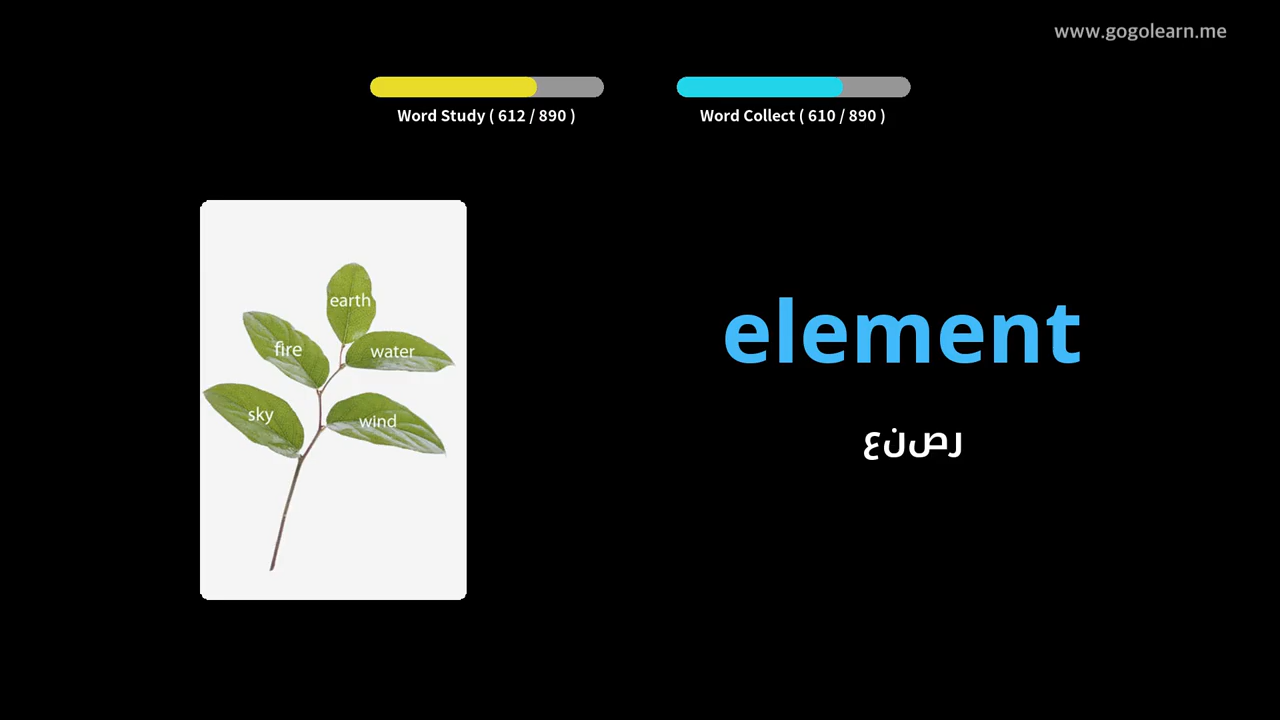 www.gogolearn.me
Word Study ( 612 / 890 )
Word Collect ( 610 / 890 )
earth
fire
water
sky
wind
element
رصنع